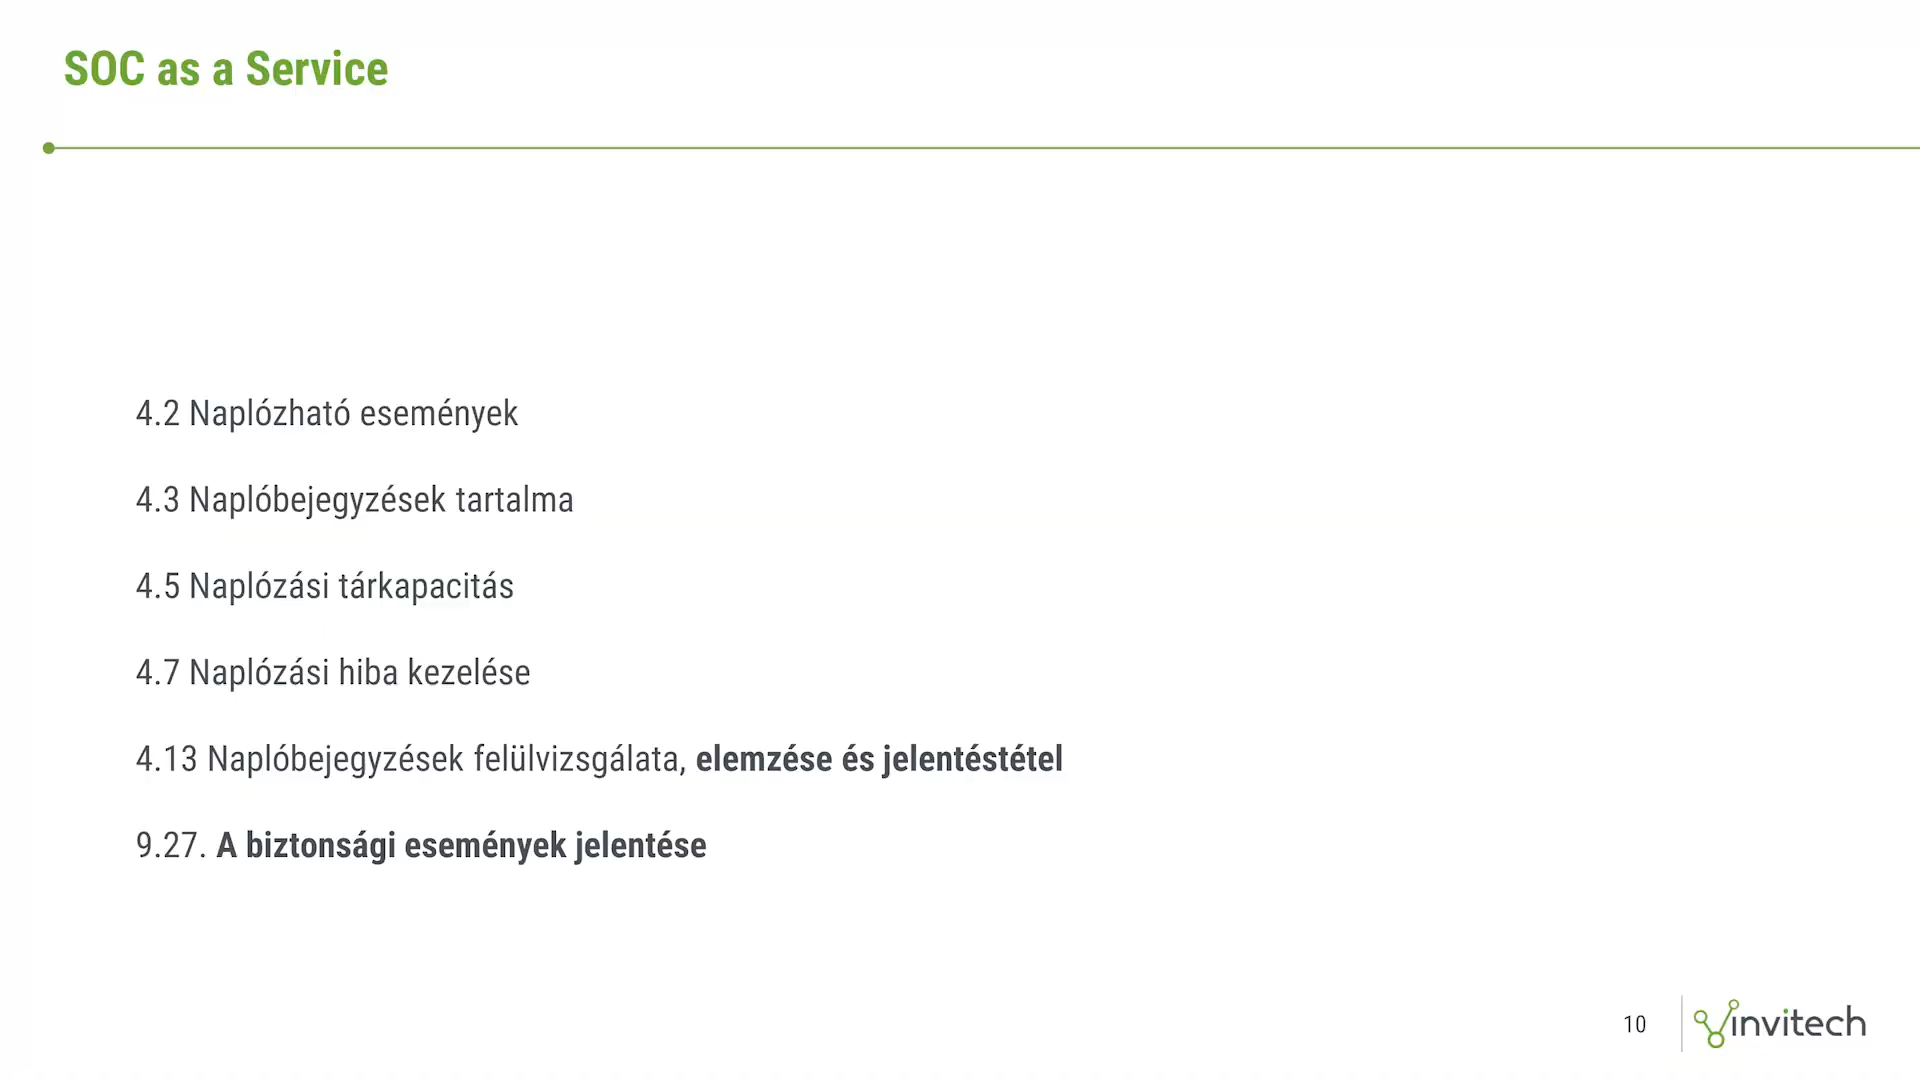 SOC as a Service
4.2 Naplózható események
4.3 Naplóbejegyzések tartalma
4.5 Naplózási tárkapacitás
4.7 Naplózási hiba kezelése
4.13 Naplóbejegyzések felülvizsgálata, elemzése és jelentéstétel
9.27. A biztonsági események jelentése
10
invitech